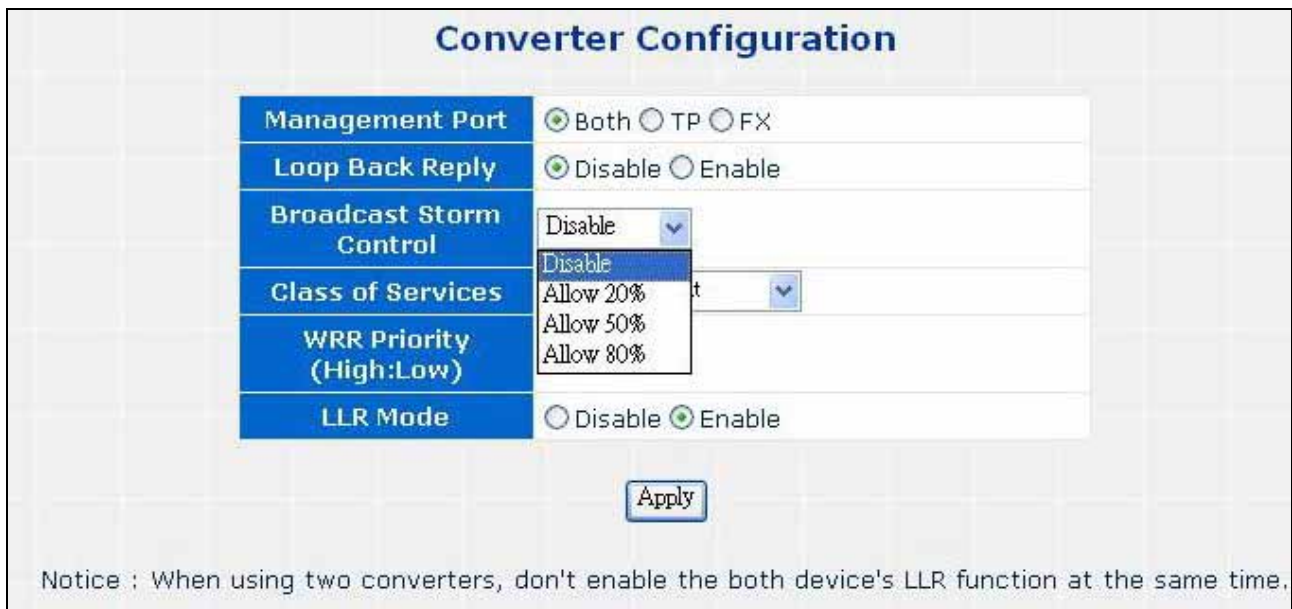 Converter Configuration
Management Port Both TP FX
Loop Back Reply Disable Enable
Broadcast Storm
Control
Disable
Disable
Allow 20%
Allow 50%
Allow 80%
Class of Services
WRR Priority
(High:Low)
LLR Mode Disable Enable
Apply
Notice : When using two converters, don't enable the both device's LLR function at the same time.